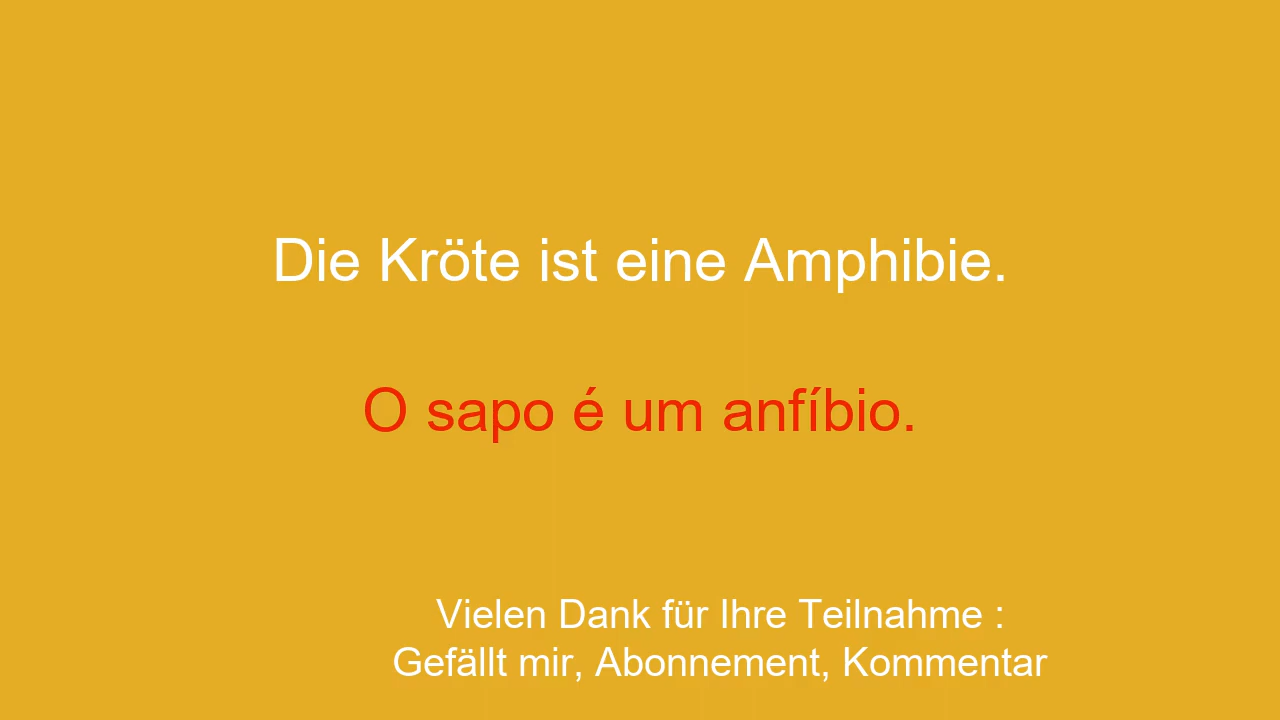 Die Kröte ist eine Amphibie.
O sapo é um anfíbio.
Vielen Dank für Ihre Teilnahme :
Gefällt mir, Abonnement, Kommentar